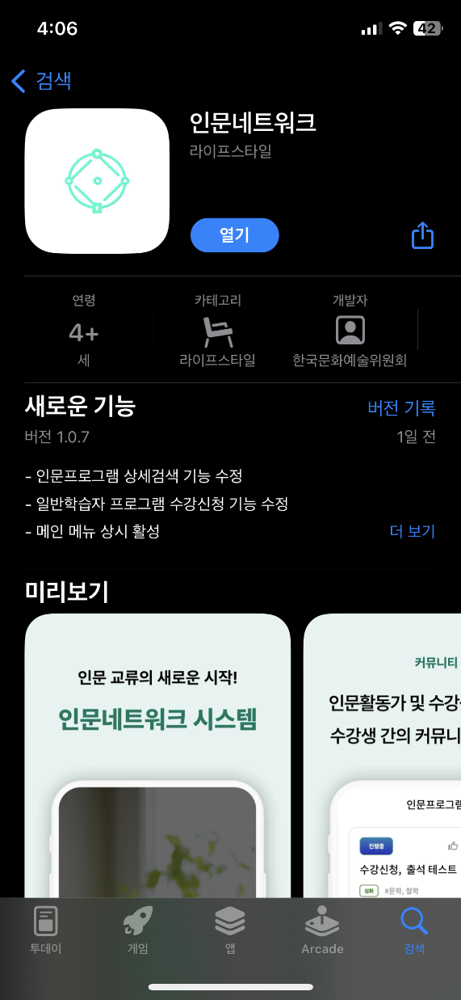 4:06
42
검색
인문네트워크
라이프스타일
열기
연령
카테고리
개발자
4+
세
라이프스타일
한국문화예술위원회
새로운 기능
버전 기록
버전 1.0.7
1일 전
- 인문프로그램 상세검색 기능 수정
- 일반학습자 프로그램 수강신청 기능 수정
- 메인 메뉴 상시 활성
더 보기
미리보기
인문 교류의 새로운 시작!
인문네트워크 시스템
커뮤니티
인문활동가 및 수강
수강생 간의 커뮤니
인문프로그램
진행중
수강신청, 출석 테스트
심화
#문학, 철학
투데이
게임
앱
Arcade
검색